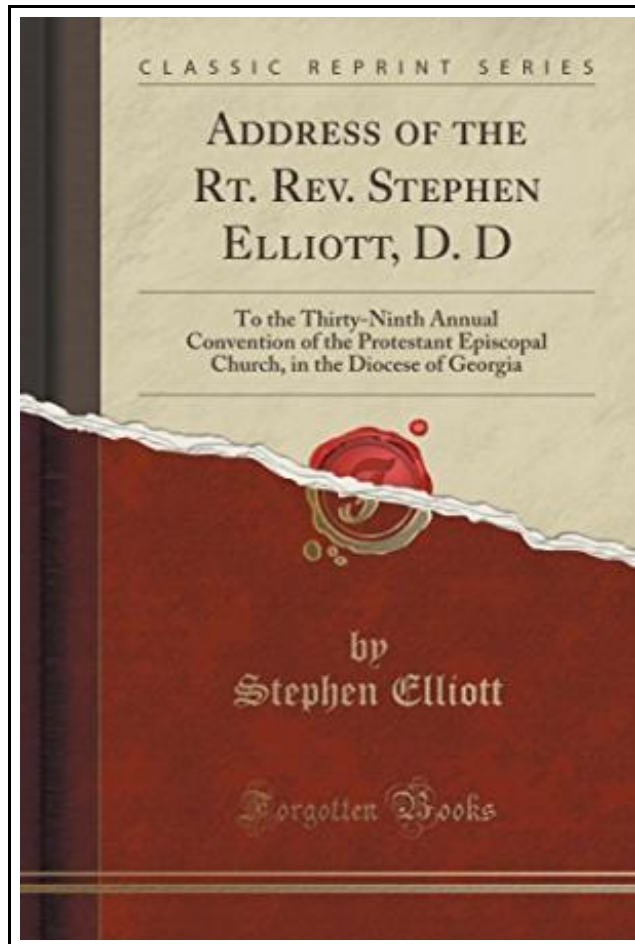 CLASSIC REPRINT SERIES
ADDRESS OF THE
RT. REV. STEPHEN
ELLIOTT, D. D
To the Thirty-Ninth Annual
Convention of the Protestant Episcopal
Church, in the Diocese of Georgia
by
Stephen Elliott
Forgotten Books